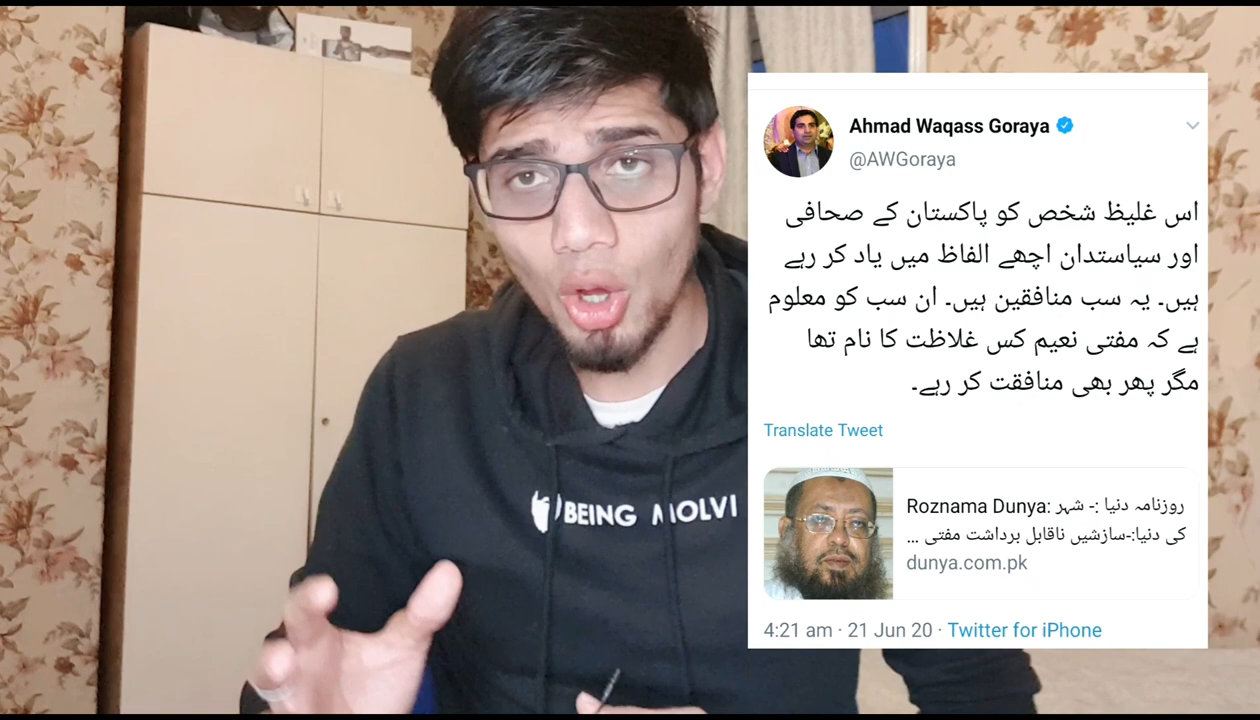 BEING MOLVI
Ahmad Waqass Goraya
@AWGoraya
اس غلیظ شخص کو پاکستان کے صحافی
اور سیاستدان اچھے الفاظ میں یاد کر رہے
ہیں۔ یہ سب منافقین ہیں۔ ان سب کو معلوم
ہے کہ مفتی نعیم کس غلاظت کا نام تھا
مگر پھر بھی منافقت کر رہے۔
Translate Tweet
Roznama Dunya: روزنامہ دنیا :- شہر
کی دنیا:-سازشیں ناقابل برداشت مفتی ...
dunya.com.pk
4:21 am · 21 Jun 20 · Twitter for iPhone